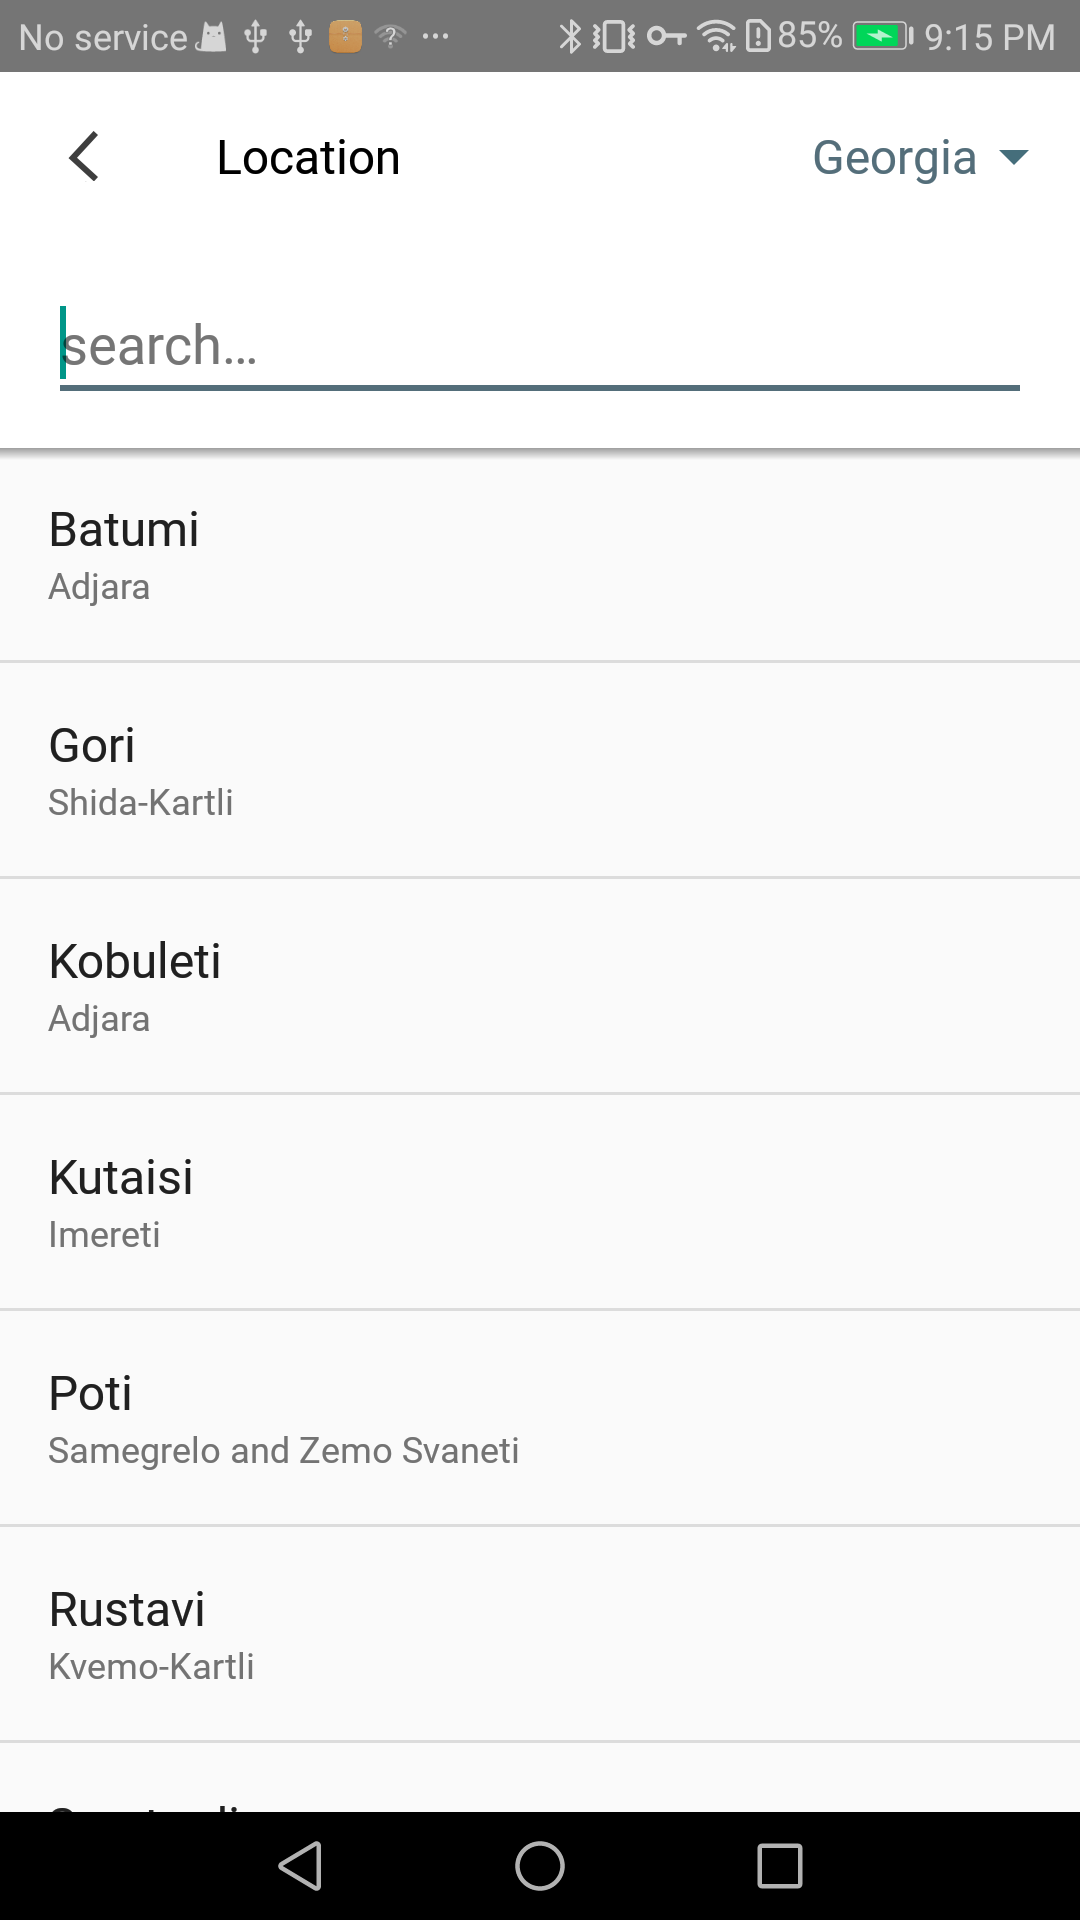 No service 85% 9:15 PM
Location Georgia
search...
Batumi
Adjara
Gori
Shida-Kartli
Kobuleti
Adjara
Kutaisi
Imereti
Poti
Samegrelo and Zemo Svaneti
Rustavi
Kvemo-Kartli